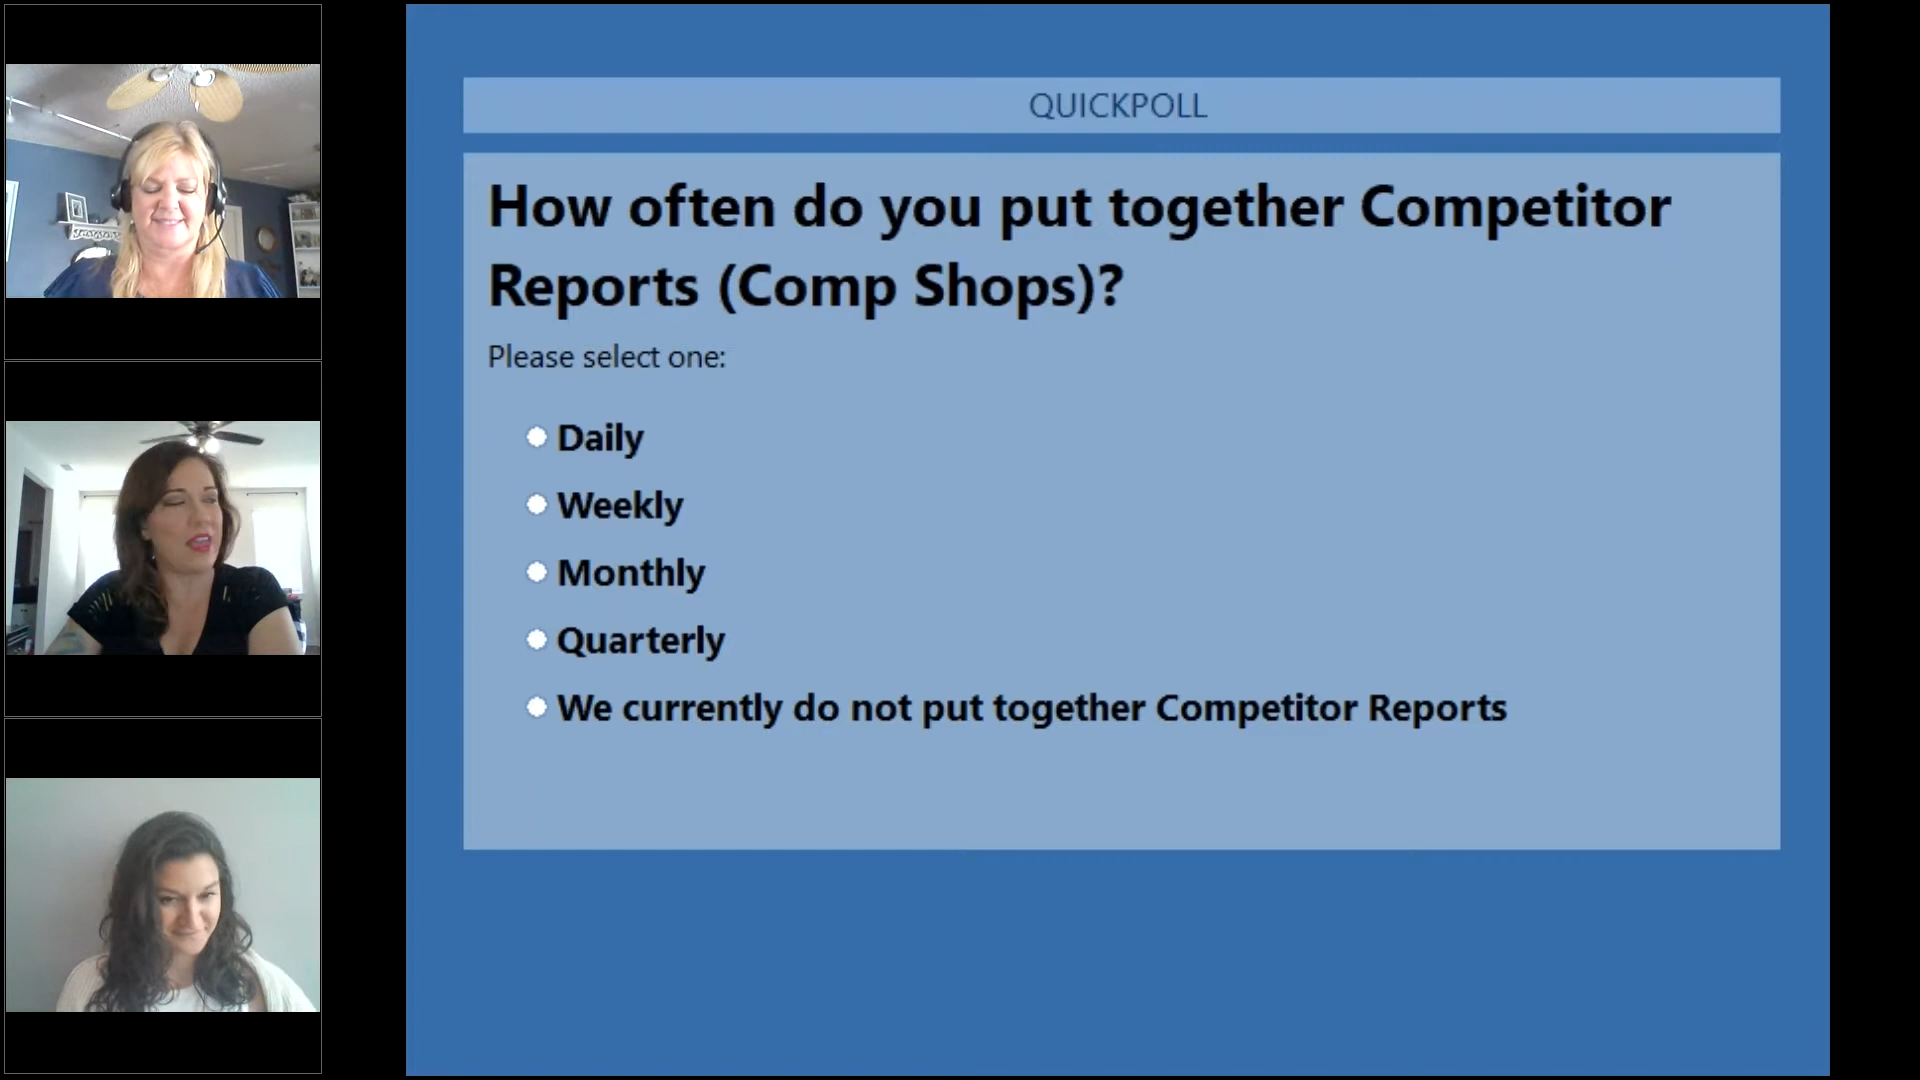 QUICKPOLL
How often do you put together Competitor
Reports (Comp Shops)?
Please select one:
Daily
Weekly
Monthly
Quarterly
We currently do not put together Competitor Reports